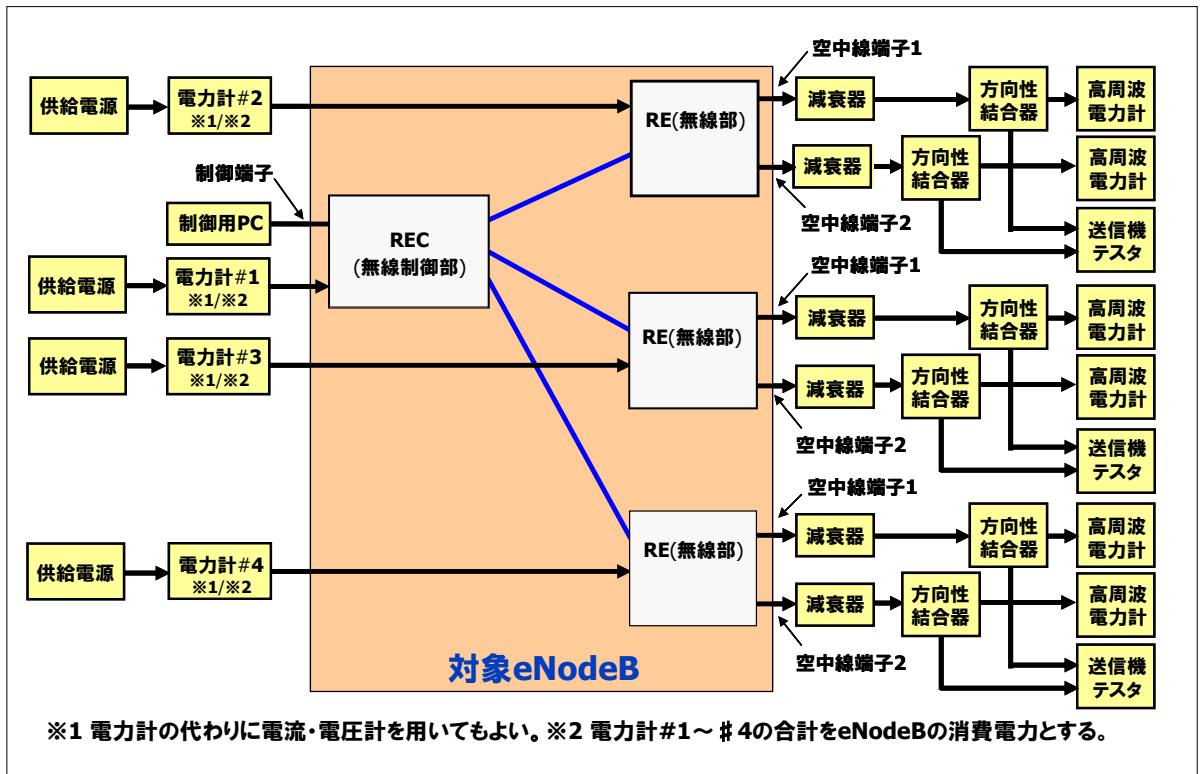 空中線端子1
供給電源
電力計#2
※1/※2
RE(無線部)
減衰器
方向性
結合器
高周波
電力計
減衰器
方向性
結合器
高周波
電力計
空中線端子2
送信機
テスタ
制御端子
制御用PC
REC
(無線制御部)
供給電源
電力計#1
※1/※2
空中線端子1
RE(無線部)
減衰器
方向性
結合器
高周波
電力計
供給電源
電力計#3
※1/※2
減衰器
方向性
結合器
高周波
電力計
空中線端子2
送信機
テスタ
空中線端子1
RE(無線部)
減衰器
方向性
結合器
高周波
電力計
供給電源
電力計#4
※1/※2
減衰器
方向性
結合器
高周波
電力計
空中線端子2
送信機
テスタ
対象eNodeB
※1 電力計の代わりに電流・電圧計を用いてもよい。※2 電力計#1～♯4の合計をeNodeBの消費電力とする。